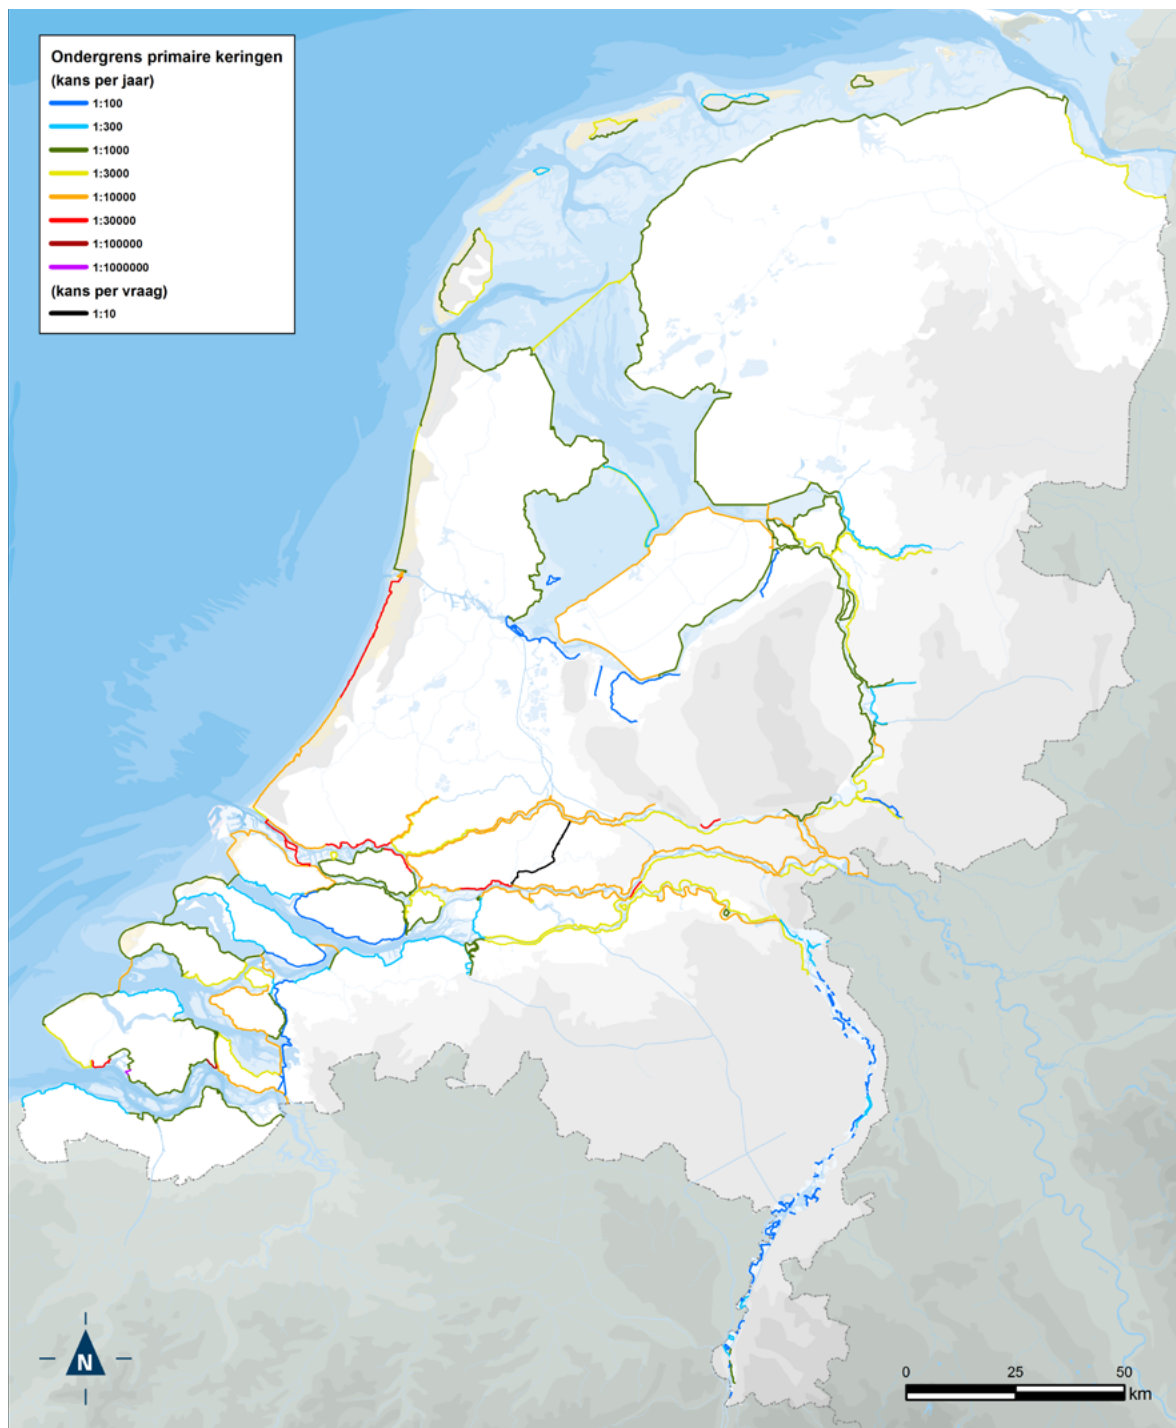 Ondergrens primaire keringen
(kans per jaar)
1:100
1:300
1:1000
1:3000
1:10000
1:30000
1:100000
1:1000000
(kans per vraag)
1:10
N
0 25 50
km